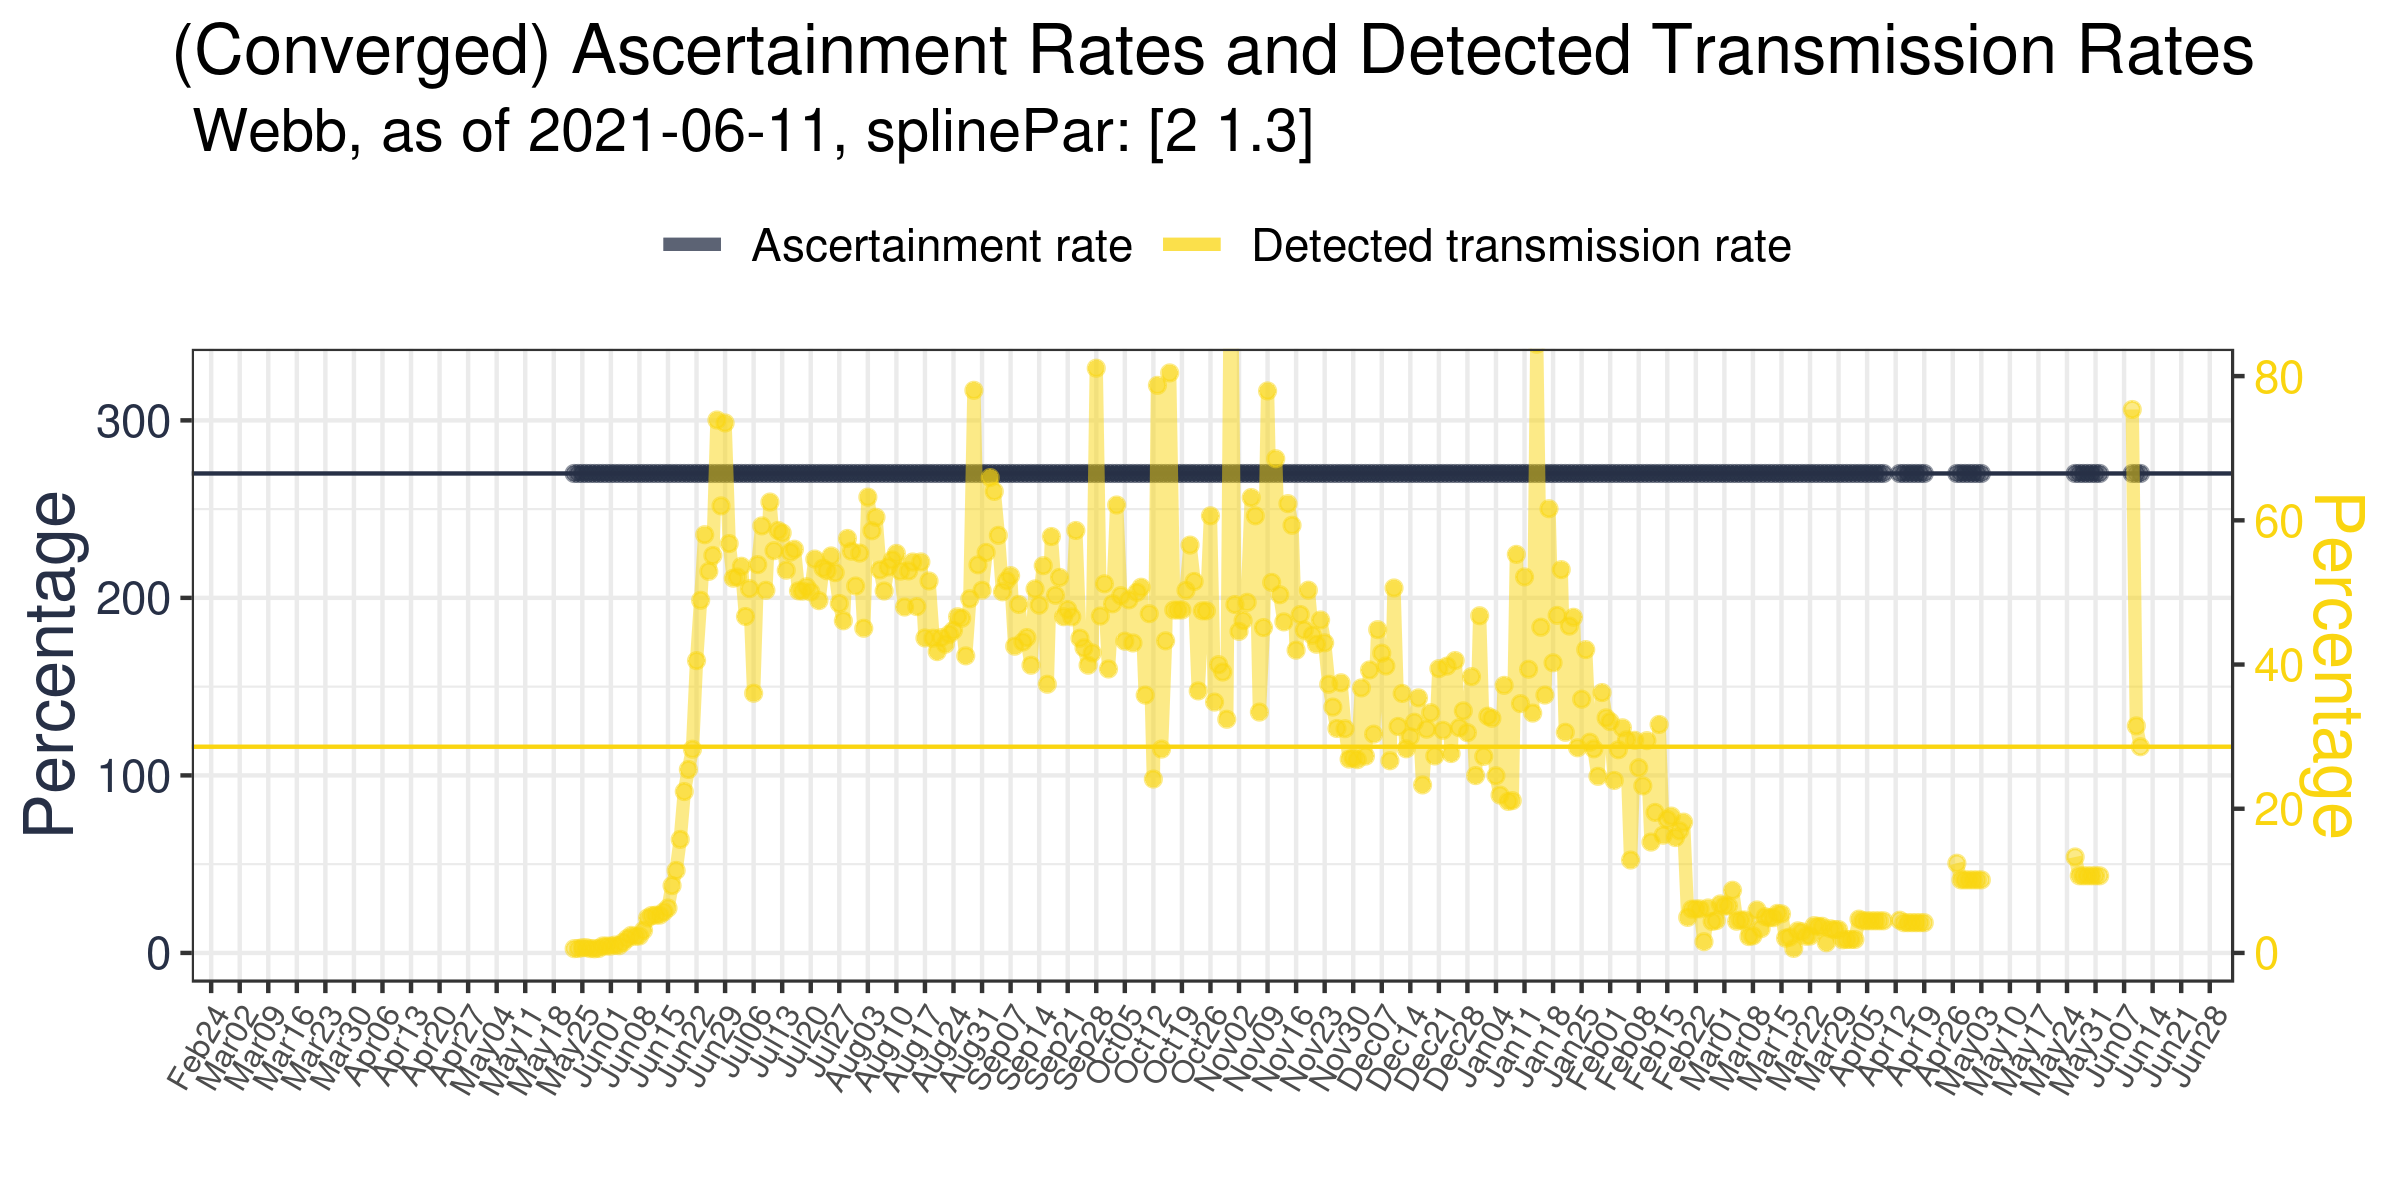 (Converged) Ascertainment Rates and Detected Transmission Rates
Webb, as of 2021-06-11, splinePar: [2 1.3]
Ascertainment rate
Detected transmission rate
Percentage
300
200
100
0
80
60
40
20
0
Percentage
Feb24
Mar02
Mar09
Mar16
Mar23
Mar30
Apr06
Apr13
Apr20
Apr27
May04
May11
May18
May25
Jun01
Jun08
Jun15
Jun22
Jun29
Jul06
Jul13
Jul20
Jul27
Aug03
Aug10
Aug17
Aug24
Aug31
Sep07
Sep14
Sep21
Sep28
Oct05
Oct12
Oct19
Oct26
Nov02
Nov09
Nov16
Nov23
Nov30
Dec07
Dec14
Dec21
Dec28
Jan04
Jan11
Jan18
Jan25
Feb01
Feb08
Feb15
Feb22
Mar01
Mar08
Mar15
Mar22
Mar29
Apr05
Apr12
Apr19
Apr26
May03
May10
May17
May24
May31
Jun07
Jun14
Jun21
Jun28